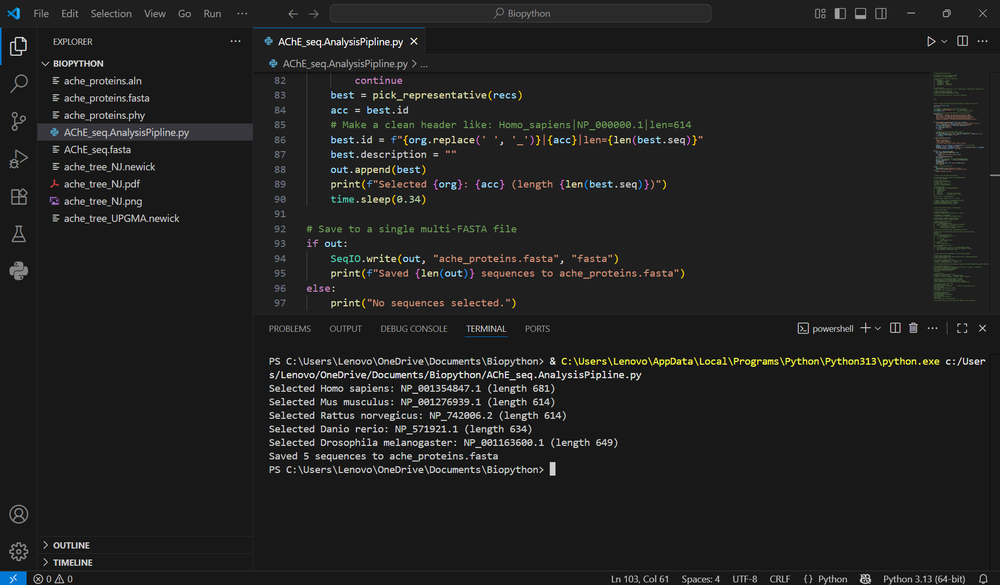 File Edit Selection View Go Run ···
Biopython
EXPLORER ···
BIOPYTHON
ache_proteins.aln
ache_proteins.fasta
ache_proteins.phy
AChE_seq.AnalysisPipline.py
AChE_seq.fasta
ache_tree_NJ.newick
ache_tree_NJ.pdf
ache_tree_NJ.png
ache_tree_UPGMA.newick
OUTLINE
TIMELINE
AChE_seq.AnalysisPipline.py
AChE_seq.AnalysisPipline.py > ...
82 continue
83 best = pick_representative(recs)
84 acc = best.id
85 # Make a clean header like: Homo_sapiens|NP_000000.1|len=614
86 best.id = f"{org.replace(' ', '_')}|{acc}|len={len(best.seq)}"
87 best.description = ""
88 out.append(best)
89 print(f"Selected {org}: {acc} (length {len(best.seq)})")
90 time.sleep(0.34)
91
92 # Save to a single multi-FASTA file
93 if out:
94 SeqIO.write(out, "ache_proteins.fasta", "fasta")
95 print(f"Saved {len(out)} sequences to ache_proteins.fasta")
96 else:
97 print("No sequences selected.")
PROBLEMS OUTPUT DEBUG CONSOLE TERMINAL PORTS
powershell
PS C:\Users\Lenovo\OneDrive\Documents\Biopython> & C:\Users\Lenovo\AppData\Local\Programs\Python\Python313\python.exe c:/User
s/Lenovo/OneDrive/Documents/Biopython/AChE_seq.AnalysisPipline.py
Selected Homo sapiens: NP_001354847.1 (length 681)
Selected Mus musculus: NP_001276939.1 (length 614)
Selected Rattus norvegicus: NP_742006.2 (length 614)
Selected Danio rerio: NP_571921.1 (length 634)
Selected Drosophila melanogaster: NP_001163600.1 (length 649)
Saved 5 sequences to ache_proteins.fasta
PS C:\Users\Lenovo\OneDrive\Documents\Biopython>
0 0
Ln 103, Col 61 Spaces: 4 UTF-8 CRLF {} Python Python 3.13 (64-bit)